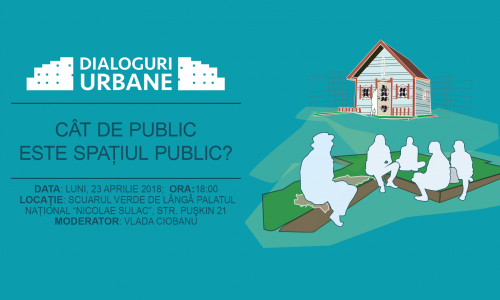 DIALOGURI
URBANE
CÂT DE PUBLIC
ESTE SPAȚIUL PUBLIC?
DATA: LUNI, 23 APRILIE 2018; ORA:18:00
LOCAȚIE: SCUARUL VERDE DE LÂNGĂ PALATUL
NAȚIONAL "NICOLAE SULAC", STR. PUȘKIN 21
MODERATOR: VLADA CIOBANU